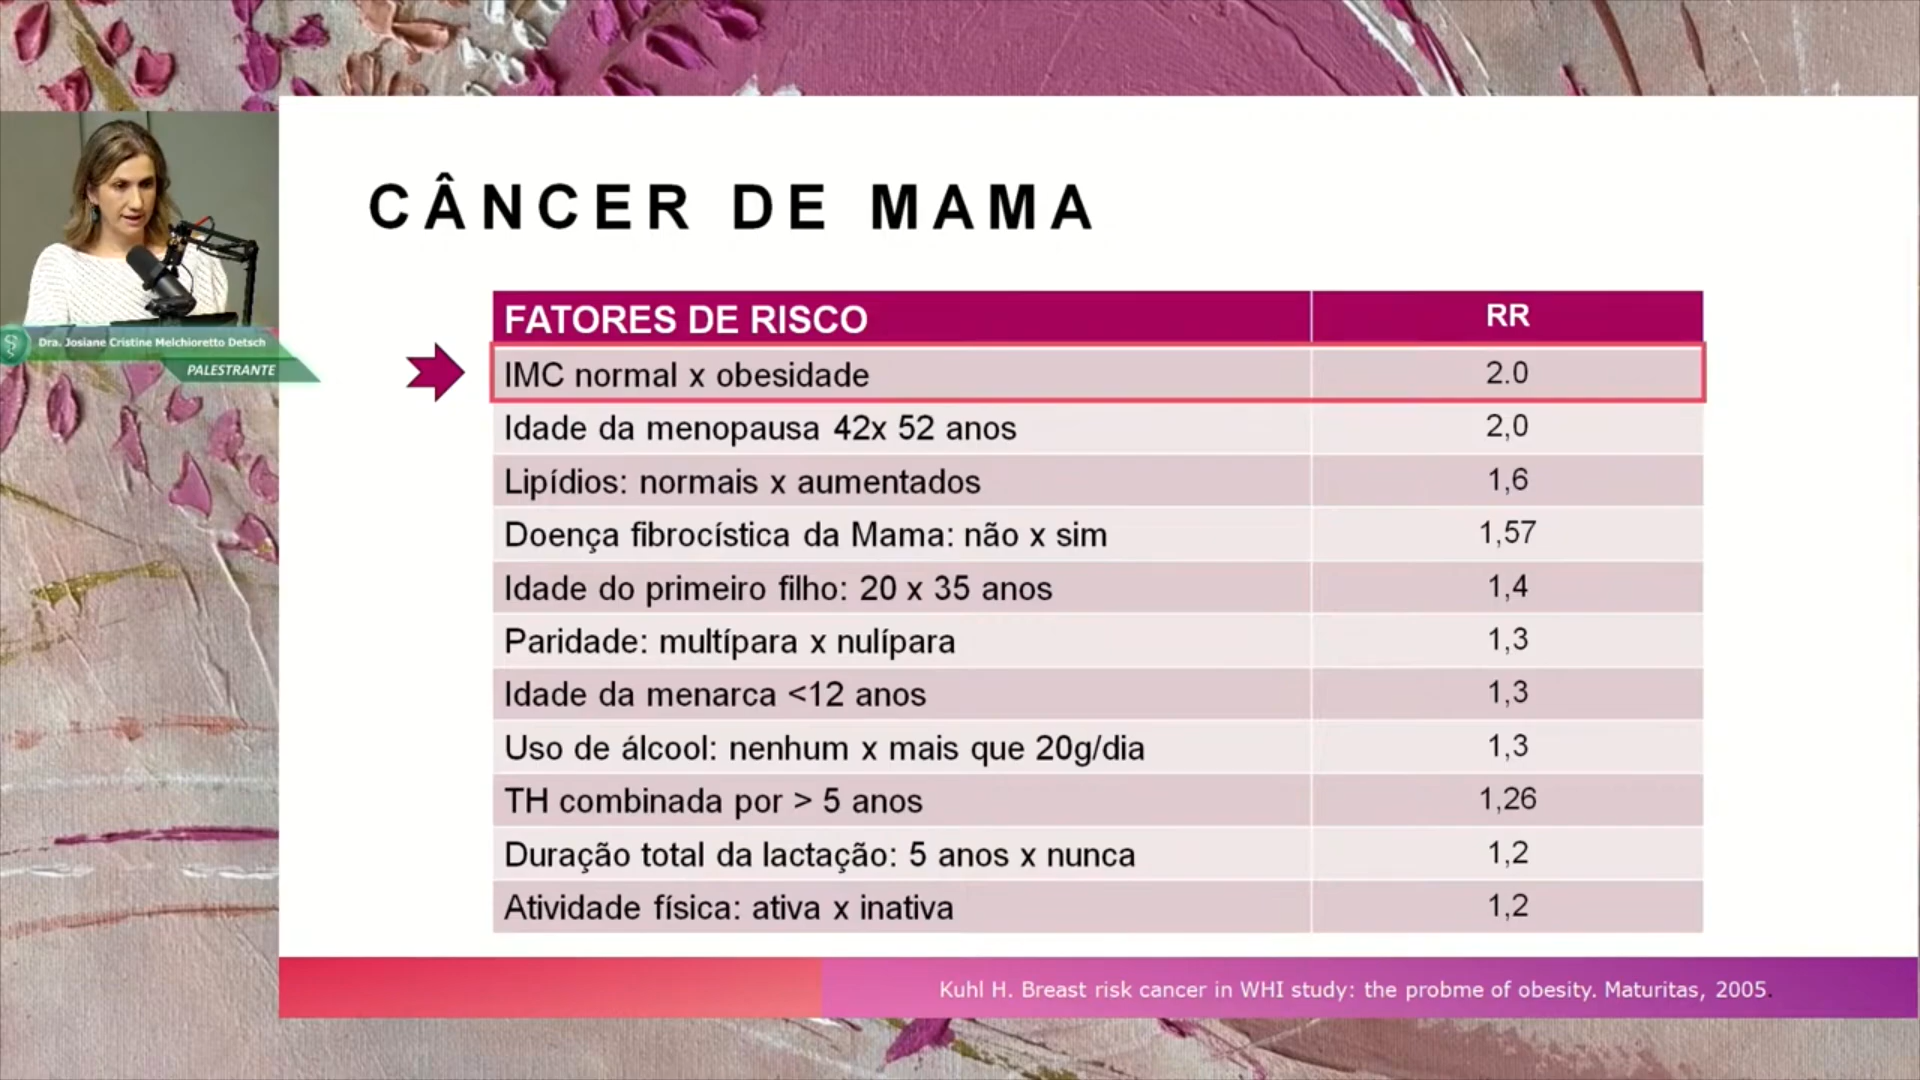 CÂNCER DE MAMA
Dra. Josiane Cristine Melchioretto Detsch
PALESTRANTE
FATORES DE RISCO RR
IMC normal x obesidade 2.0
Idade da menopausa 42x 52 anos 2,0
Lipídios: normais x aumentados 1,6
Doença fibrocística da Mama: não x sim 1,57
Idade do primeiro filho: 20 x 35 anos 1,4
Paridade: multípara x nulípara 1,3
Idade da menarca <12 anos 1,3
Uso de álcool: nenhum x mais que 20g/dia 1,3
TH combinada por > 5 anos 1,26
Duração total da lactação: 5 anos x nunca 1,2
Atividade física: ativa x inativa 1,2
Kuhl H. Breast risk cancer in WHI study: the probme of obesity. Maturitas, 2005.